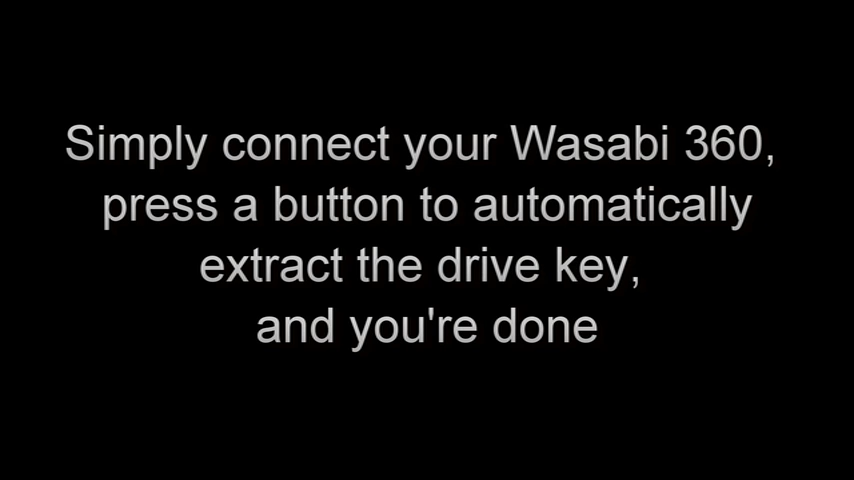 Simply connect your Wasabi 360,
press a button to automatically
extract the drive key,
and you're done